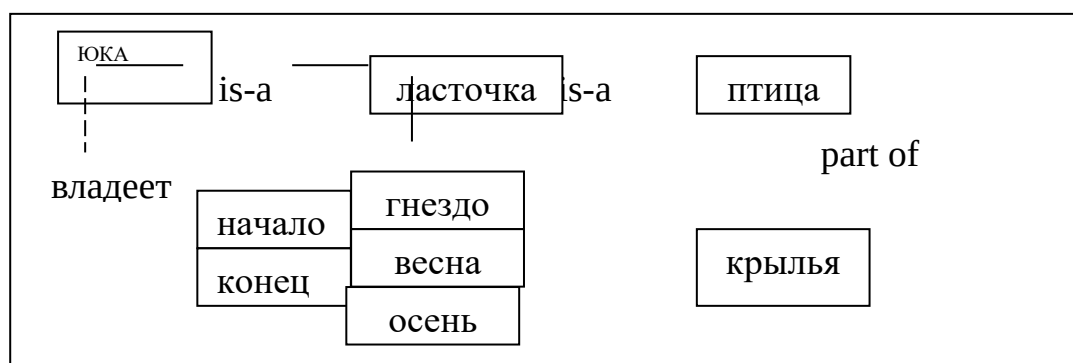 ЮКА
is-a
ласточка
is-a
птица
part of
владеет
начало
гнездо
конец
весна
крылья
осень